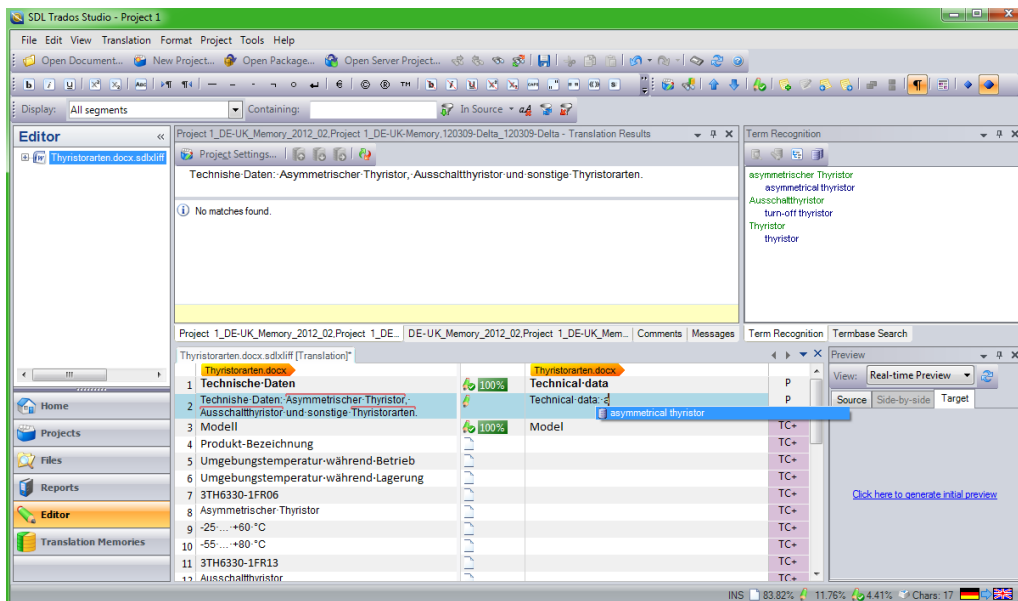 SDL Trados Studio - Project 1
File Edit View Translation Format Project Tools Help
Open Document... New Project... Open Package... Open Server Project...
Display: All segments Containing: In Source
Editor «
Thyristorarten.docx.sdlxliff
Project 1_DE-UK_Memory_2012_02,Project 1_DE-UK-Memory,120309-Delta_120309-Delta - Translation Results
Project Settings...
Technishe·Daten:·Asymmetrischer·Thyristor,·Ausschaltthyristor·und·sonstige·Thyristorarten.
No matches found.
Term Recognition
asymmetrischer Thyristor
asymmetrical thyristor
Ausschaltthyristor
turn-off thyristor
Thyristor
thyristor
Project 1_DE-UK_Memory_2012_02,Project 1_DE... DE-UK_Memory_2012_02,Project 1_DE-UK_Mem... Comments Messages
Term Recognition Termbase Search
Thyristorarten.docx.sdlxliff [Translation]*
Thyristorarten.docx Thyristorarten.docx
1 Technische·Daten 100% Technical·data P
2 Technishe·Daten:·Asymmetrischer·Thyristor,· Technical·data:·a P
Ausschaltthyristor·und·sonstige·Thyristorarten.
asymmetrical thyristor
3 Modell 100% Model TC+
4 Produkt-Bezeichnung TC+
5 Umgebungstemperatur·während·Betrieb TC+
6 Umgebungstemperatur·während·Lagerung TC+
7 3TH6330-1FR06 TC+
8 Asymmetrischer·Thyristor TC+
9 -25·...·+60·°C TC+
10 -55·...·+80·°C TC+
11 3TH6330-1FR13 TC+
12 Ausschaltthyristor TC+
Preview
View: Real-time Preview
Source Side-by-side Target
Click here to generate initial preview
Home
Projects
Files
Reports
Editor
Translation Memories
INS 83.82% 11.76% 4.41% Chars: 17